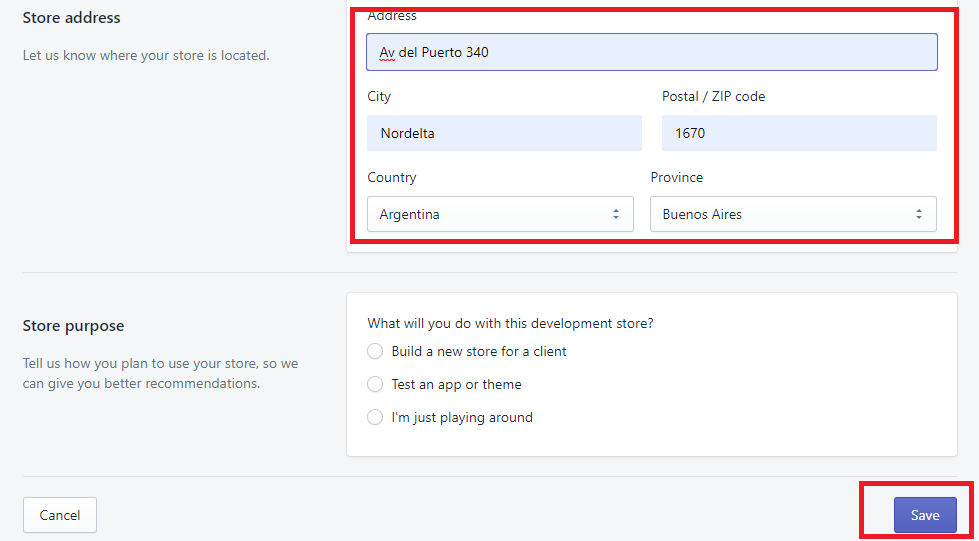 Store address
Let us know where your store is located.
Address
Av del Puerto 340
City
Postal / ZIP code
Nordelta
1670
Country
Province
Argentina
Buenos Aires
Store purpose
Tell us how you plan to use your store, so we
can give you better recommendations.
What will you do with this development store?
Build a new store for a client
Test an app or theme
I'm just playing around
Cancel
Save